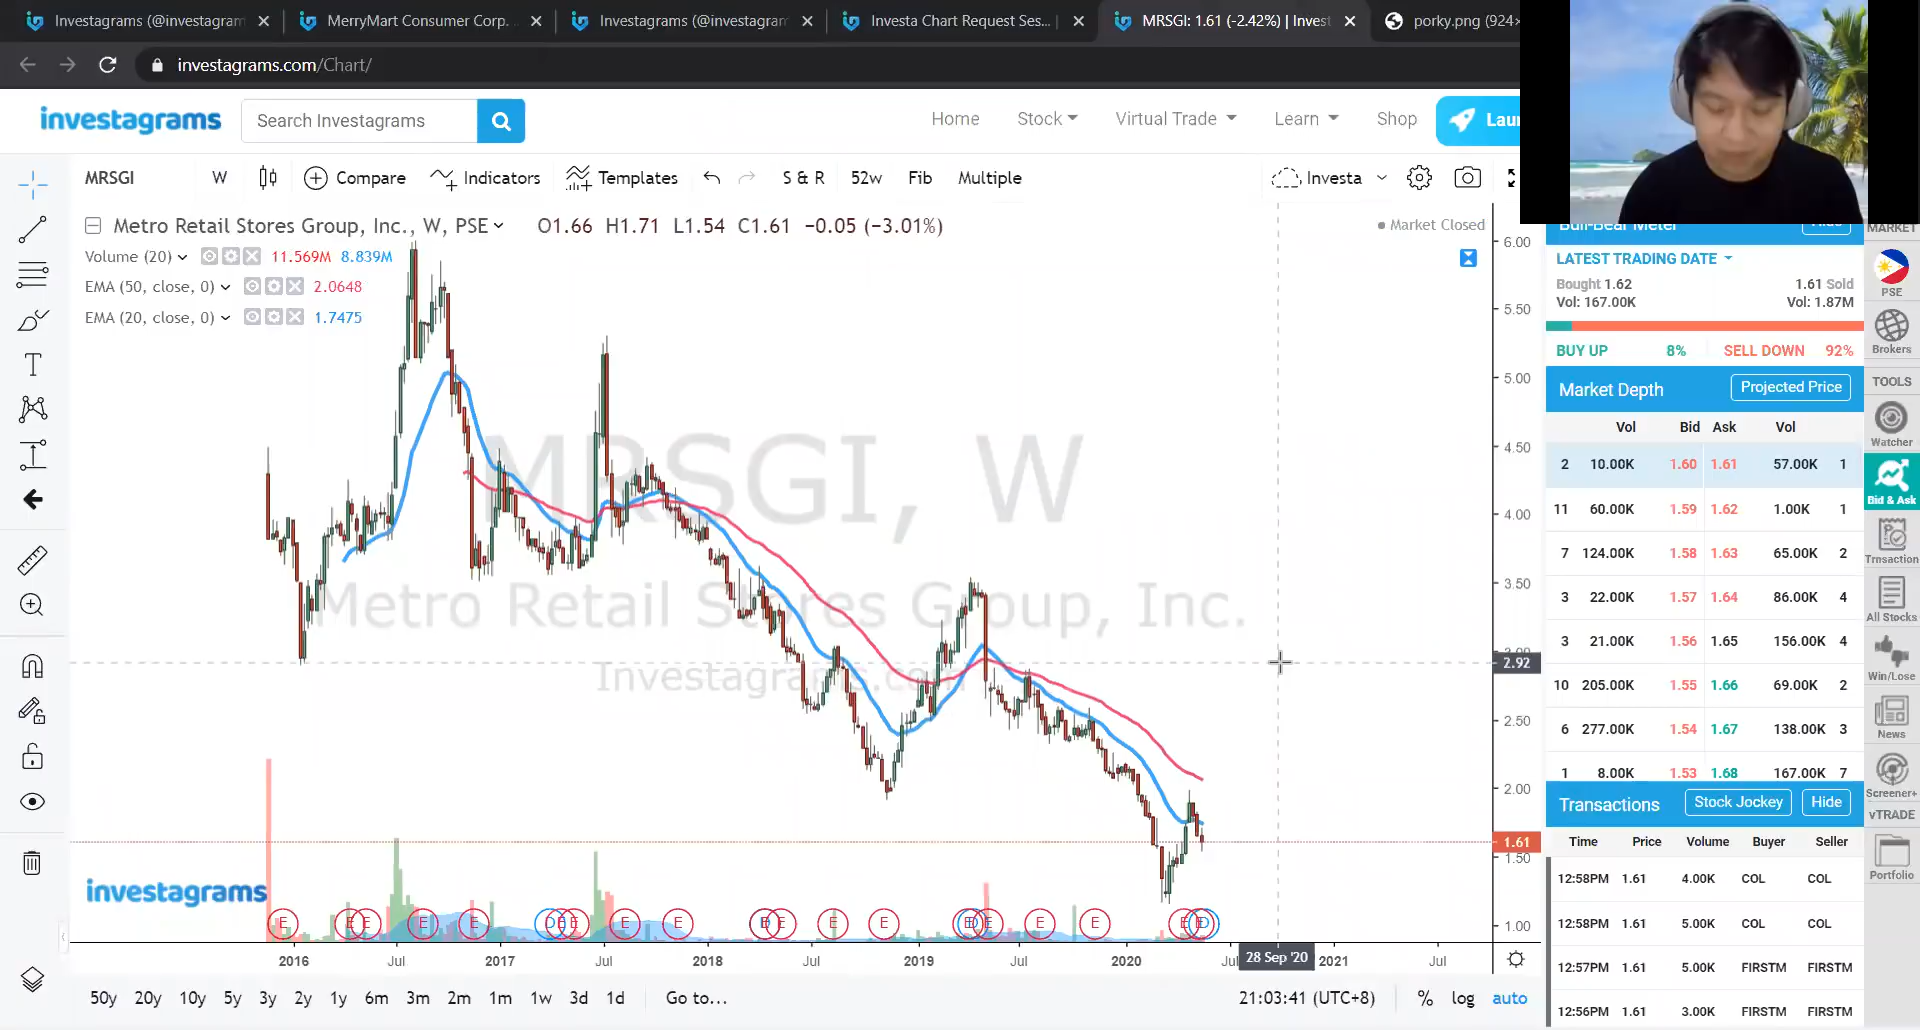 Investagrams (@investagram
MerryMart Consumer Corp.
Investagrams (@investagram
Investa Chart Request Ses...
MRSGI: 1.61 (-2.42%) | Invest
porky.png (924×
investagrams.com/Chart/
investagrams
Search Investagrams
Home
Stock
Virtual Trade
Learn
Shop
MRSGI
W
Compare
Indicators
Templates
S & R
52w
Fib
Multiple
Investa
Metro Retail Stores Group, Inc., W, PSE
O1.66 H1.71 L1.54 C1.61 −0.05 (−3.01%)
Market Closed
Volume (20)
11.569M 8.839M
EMA (50, close, 0)
2.0648
EMA (20, close, 0)
1.7475
MRSGI, W
Metro Retail Stores Group, Inc.
Investagrams.com
investagrams
6.00
5.50
5.00
4.50
4.00
3.50
2.92
2.50
2.00
1.61
1.50
1.00
2016 Jul 2017 Jul 2018 Jul 2019 Jul 2020 28 Sep '20 2021 Jul
50y 20y 10y 5y 3y 2y 1y 6m 3m 2m 1m 1w 3d 1d Go to...
21:03:41 (UTC+8) % log auto
Bull-Bear Meter
LATEST TRADING DATE
Bought 1.62 1.61 Sold
Vol: 167.00K Vol: 1.87M
BUY UP 8% SELL DOWN 92%
Market Depth Projected Price
Vol Bid Ask Vol
2 10.00K 1.60 1.61 57.00K 1
11 60.00K 1.59 1.62 1.00K 1
7 124.00K 1.58 1.63 65.00K 2
3 22.00K 1.57 1.64 86.00K 4
3 21.00K 1.56 1.65 156.00K 4
10 205.00K 1.55 1.66 69.00K 2
6 277.00K 1.54 1.67 138.00K 3
1 8.00K 1.53 1.68 167.00K 7
Transactions Stock Jockey Hide
Time Price Volume Buyer Seller
12:58PM 1.61 4.00K COL COL
12:58PM 1.61 5.00K COL COL
12:57PM 1.61 5.00K FIRSTM FIRSTM
12:56PM 1.61 3.00K FIRSTM FIRSTM
MARKET
PSE
Brokers
TOOLS
Watcher
Bid & Ask
Trnsaction
All Stocks
Win/Lose
News
Screener+
vTRADE
Portfolio